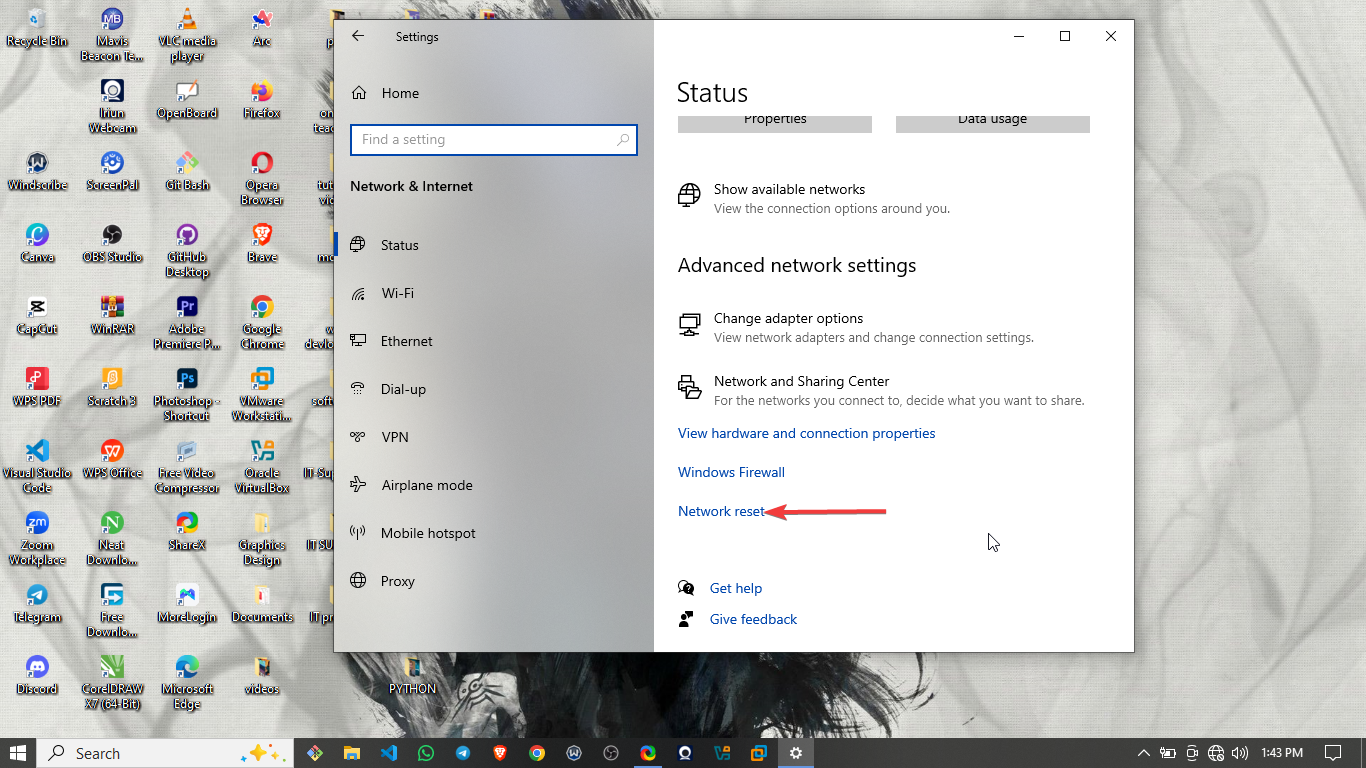 Recycle Bin
Mavis
Beacon Te...
VLC media
player
Arc
Iriun
Webcam
OpenBoard
Firefox
Windscribe
ScreenPal
Git Bash
Opera
Browser
Canva
OBS Studio
GitHub
Desktop
Brave
CapCut
WinRAR
Adobe
Premiere P...
Google
Chrome
WPS PDF
Scratch 3
Photoshop -
Shortcut
VMware
Workstati...
Visual Studio
Code
WPS Office
Free Video
Compressor
Oracle
VirtualBox
Zoom
Workplace
Neat
Downlo...
ShareX
Graphics
Design
Telegram
Free
Downlo...
MoreLogin
Documents
Discord
CorelDRAW
X7 (64-Bit)
Microsoft
Edge
videos
PYTHON
Settings
Home
Find a setting
Network & Internet
Status
Wi-Fi
Ethernet
Dial-up
VPN
Airplane mode
Mobile hotspot
Proxy
Status
Properties
Data usage
Show available networks
View the connection options around you.
Advanced network settings
Change adapter options
View network adapters and change connection settings.
Network and Sharing Center
For the networks you connect to, decide what you want to share.
View hardware and connection properties
Windows Firewall
Network reset
Get help
Give feedback
Search
1:43 PM